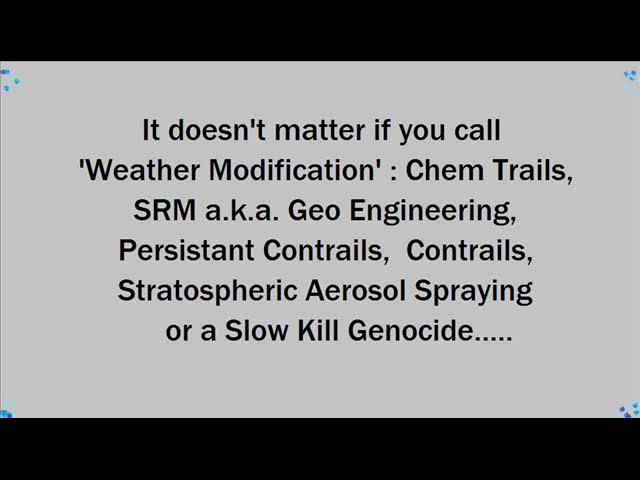 It doesn't matter if you call
'Weather Modification' : Chem Trails,
SRM a.k.a. Geo Engineering,
Persistant Contrails,  Contrails,
Stratospheric Aerosol Spraying
or a Slow Kill Genocide.....